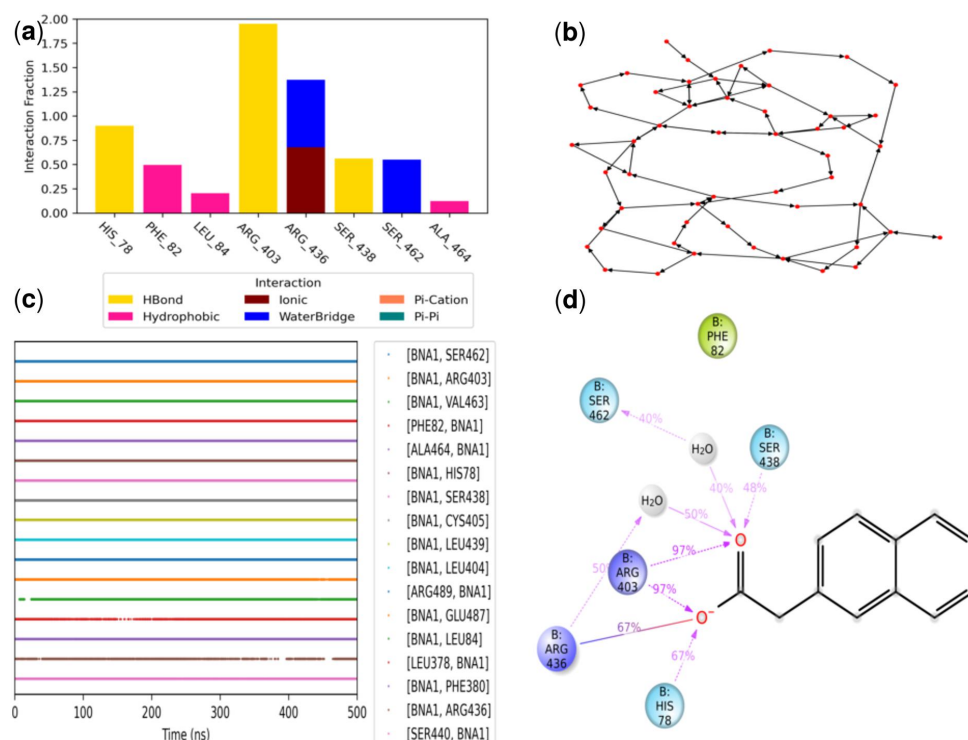 (a)
Interaction Fraction
2.00
1.75
1.50
1.25
1.00
0.75
0.50
0.25
0.00
HIS_78
PHE_82
LEU_84
ARG_403
ARG_436
SER_438
SER_462
ALA_464
Interaction
HBond
Ionic
Pi-Cation
Hydrophobic
WaterBridge
Pi-Pi
(b)
(c)
0
100
200
300
400
500
Time (ns)
[BNA1, SER462]
[BNA1, ARG403]
[BNA1, VAL463]
[PHE82, BNA1]
[ALA464, BNA1]
[BNA1, HIS78]
[BNA1, SER438]
[BNA1, CYS405]
[BNA1, LEU439]
[BNA1, LEU404]
[ARG489, BNA1]
[BNA1, GLU487]
[BNA1, LEU84]
[LEU378, BNA1]
[BNA1, PHE380]
[BNA1, ARG436]
[SER440, BNA1]
(d)
B:
PHE
82
B:
SER
462
40%
H₂O
B:
SER
438
40%
48%
H₂O
50%
O
97%
50%
B:
ARG
403
97%
O⁻
67%
B:
ARG
436
67%
B:
HIS
78